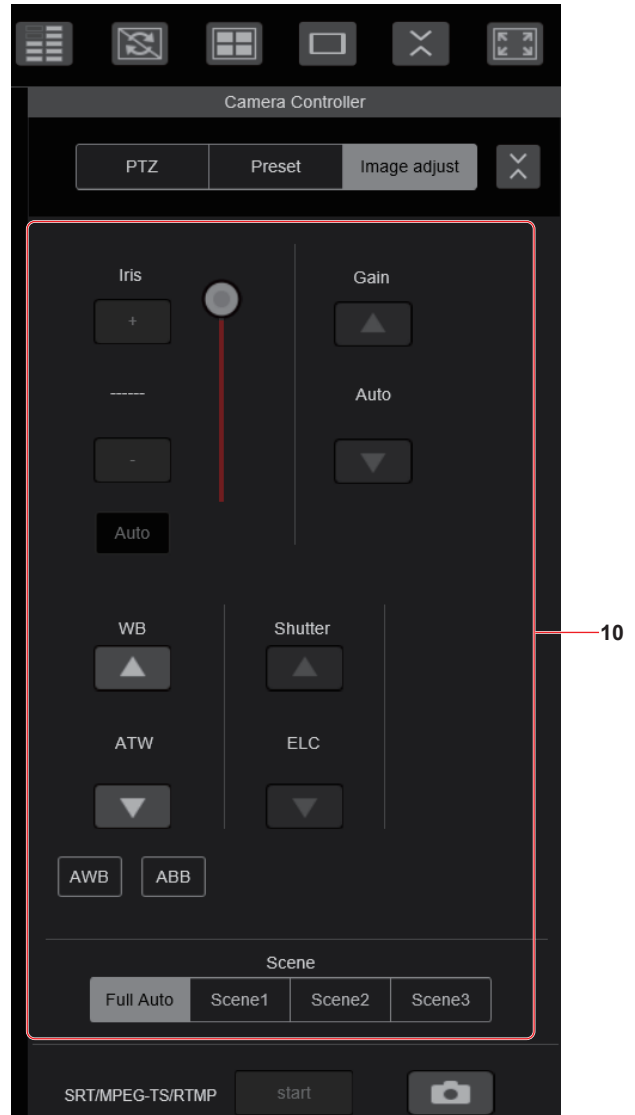 Camera Controller
PTZ Preset Image adjust
Iris Gain
+
------ Auto
-
Auto
10
WB Shutter
ATW ELC
AWB ABB
Scene
Full Auto Scene1 Scene2 Scene3
SRT/MPEG-TS/RTMP start